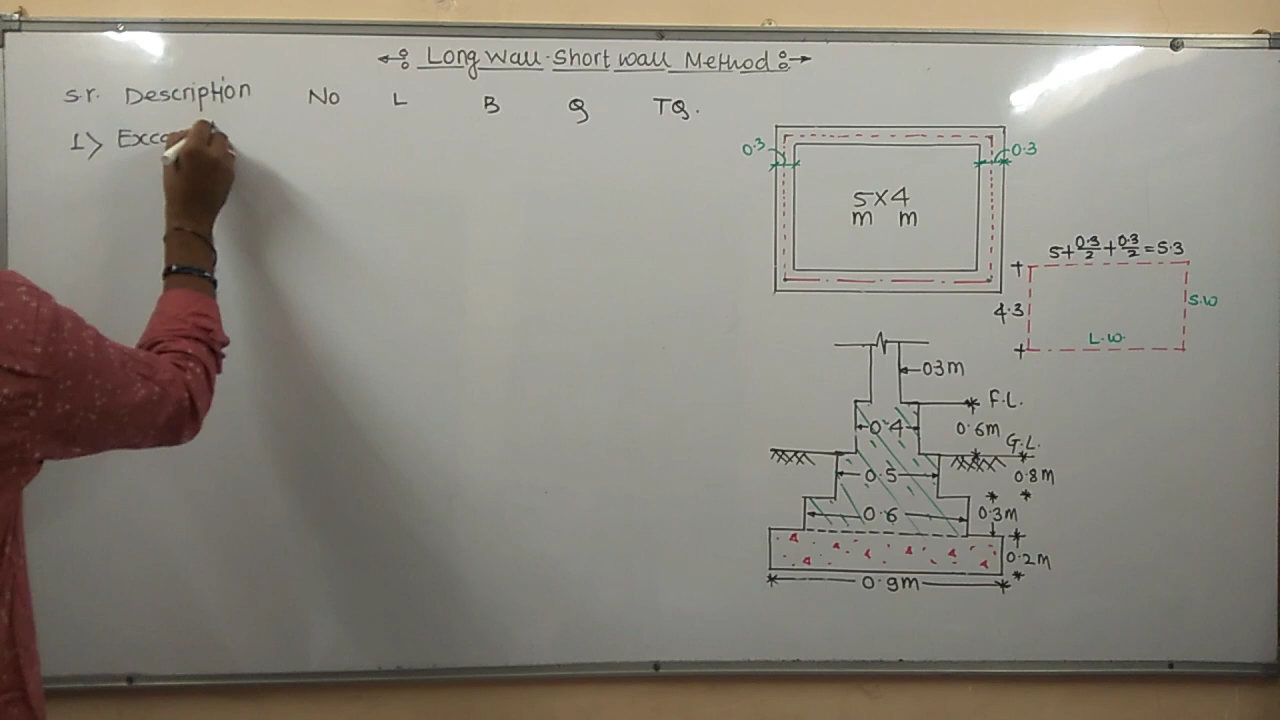 Long wall-Short wall Method
S.r. Description No L B Q TQ.
1) Exca
0.3 0.3
5x4
m m
5+0.3/2+0.3/2=5.3
4.3 S.W
L.W.
0.3m
F.L.
0.4 0.6m
G.L.
0.5 0.8m
0.6 0.3m
0.2m
0.9m